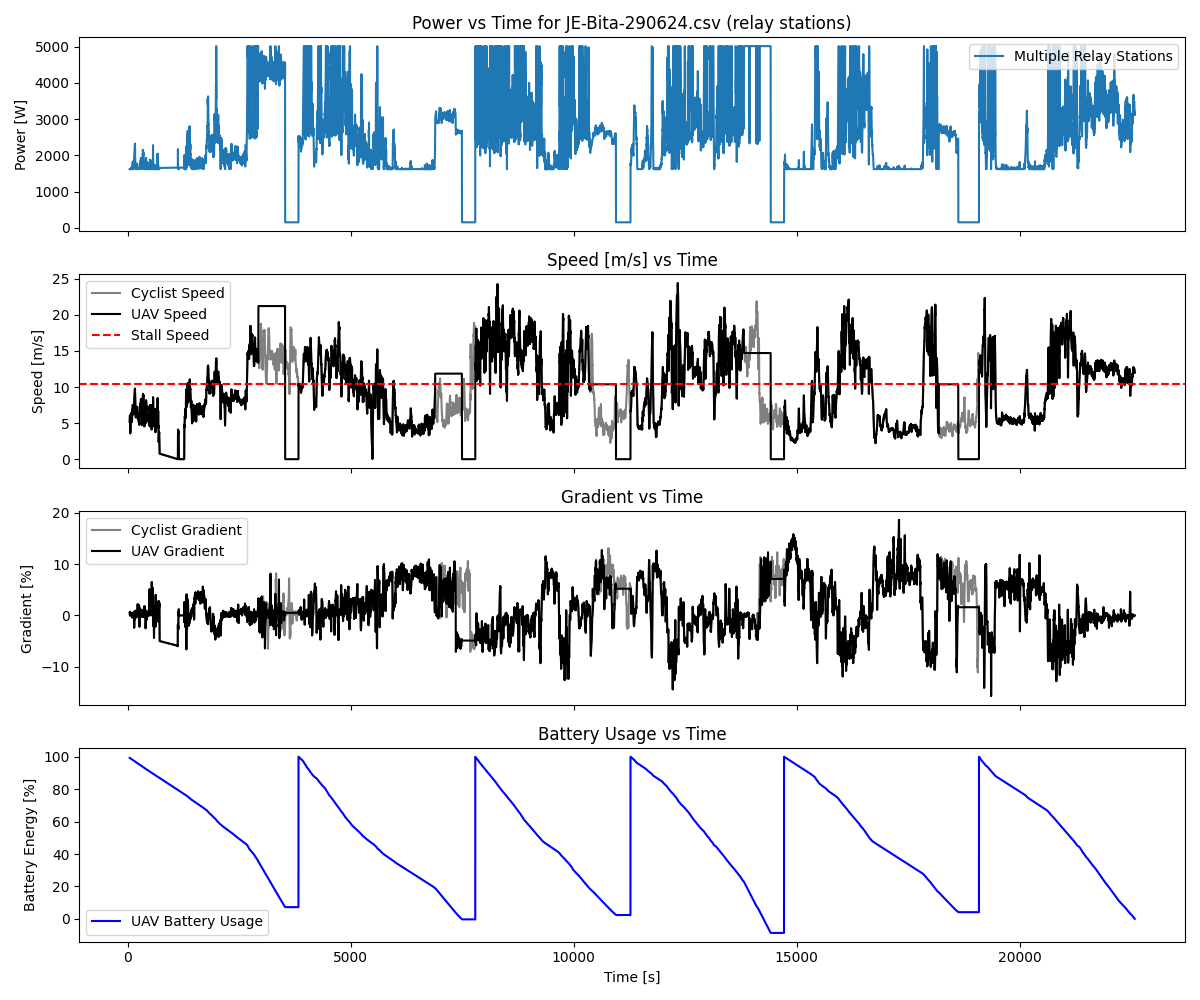 Power vs Time for JE-Bita-290624.csv (relay stations)
5000
4000
3000
2000
1000
0
Power [W]
Multiple Relay Stations
Speed [m/s] vs Time
25
20
15
10
5
0
Speed [m/s]
Cyclist Speed
UAV Speed
Stall Speed
Gradient vs Time
20
10
0
−10
Gradient [%]
Cyclist Gradient
UAV Gradient
Battery Usage vs Time
100
80
60
40
20
0
Battery Energy [%]
UAV Battery Usage
0 5000 10000 15000 20000
Time [s]